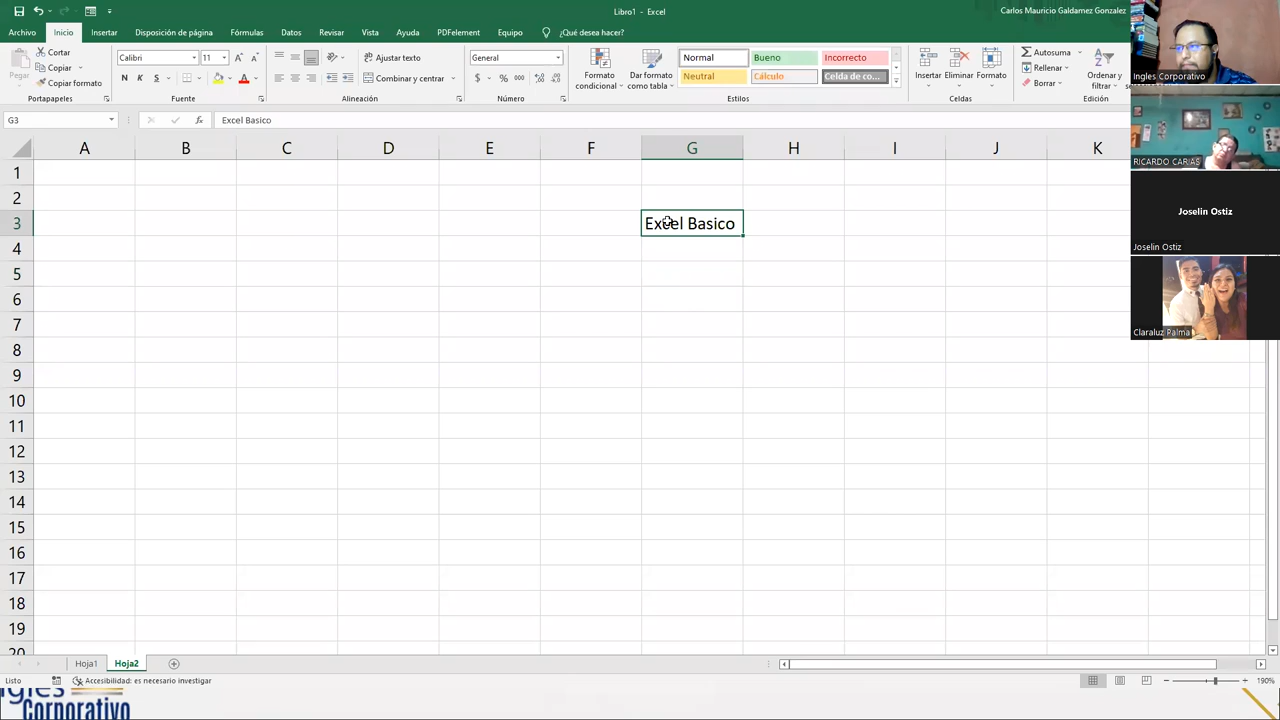 Libro1 - Excel
Carlos Mauricio Galdamez Gonzalez
Archivo Inicio Insertar Disposición de página Fórmulas Datos Revisar Vista Ayuda PDFelement Equipo ¿Qué desea hacer?
Pegar
Cortar
Copiar
Copiar formato
Portapapeles
Calibri 11
N K S
Fuente
Ajustar texto
Combinar y centrar
Alineación
General
$ % 000
Número
Formato condicional
Dar formato como tabla
Normal Bueno Incorrecto
Neutral Cálculo Celda de co...
Estilos
Insertar Eliminar Formato
Celdas
Autosuma
Rellenar
Borrar
Ordenar y filtrar
Edición
G3 fx Excel Basico
A B C D E F G H I J K
1
2
3 Excel Basico
4
5
6
7
8
9
10
11
12
13
14
15
16
17
18
19
20
Ingles Corporativo
RICARDO CARIAS
Joselin Ostiz
Joselin Ostiz
Claraluz Palma
Hoja1 Hoja2
Listo Accesibilidad: es necesario investigar 190%
Ingles
Corporativo